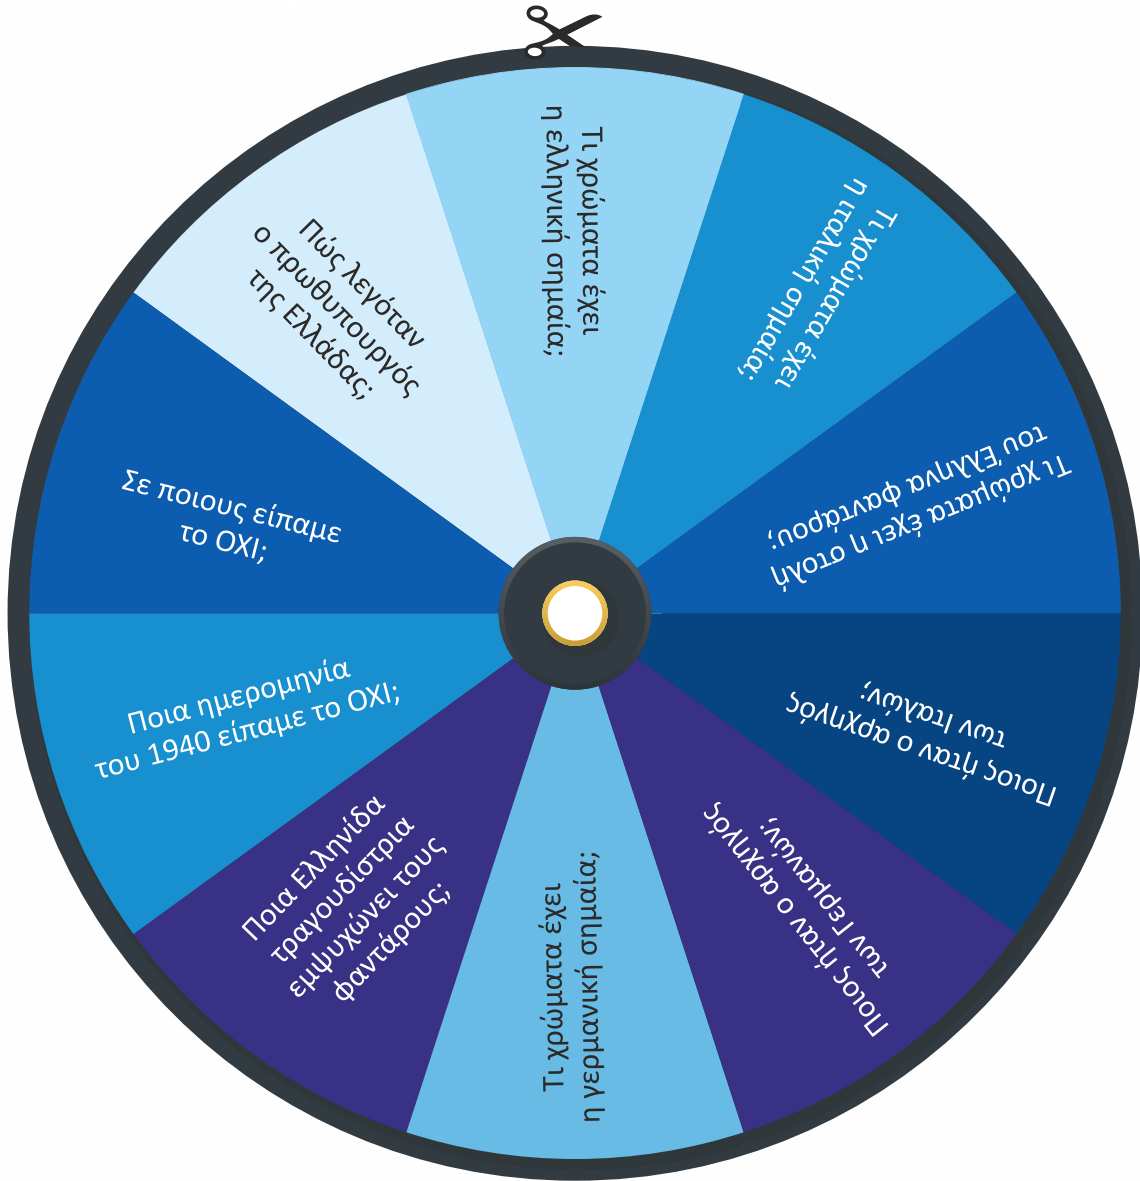 Τι χρώματα έχει
η ελληνική σημαία;
Τι χρώματα έχει
η ιταλική σημαία;
Τι χρώματα έχει η στολή
του Έλληνα φαντάρου;
Ποιος ήταν ο αρχηγός
των Ιταλών;
Ποιος ήταν ο αρχηγός
των Γερμανών;
Τι χρώματα έχει
η γερμανική σημαία;
Ποια Ελληνίδα
τραγουδίστρια
εμψυχώνει τους
φαντάρους;
Ποια ημερομηνία
του 1940 είπαμε το ΟΧΙ;
Σε ποιους είπαμε
το ΟΧΙ;
Πώς λεγόταν
ο πρωθυπουργός
της Ελλάδας;